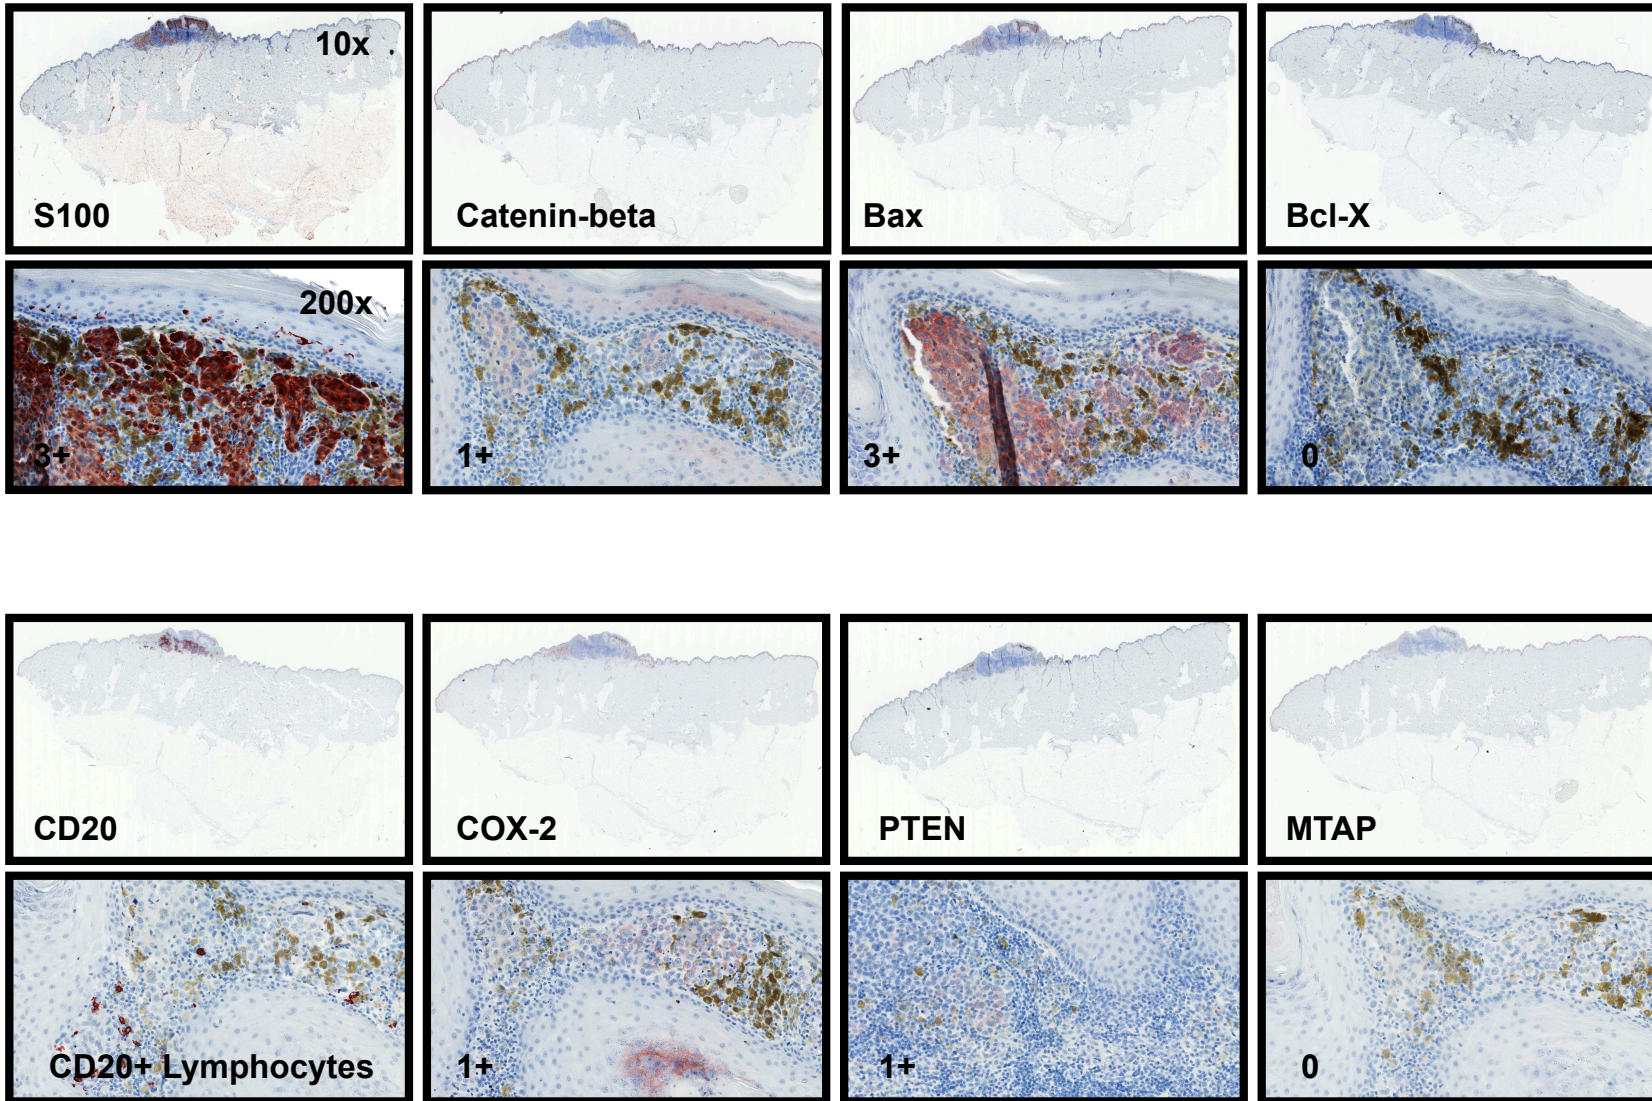 10x
S100
Catenin-beta
Bax
Bcl-X
200x
3+
1+
3+
0
CD20
COX-2
PTEN
MTAP
CD20+ Lymphocytes
1+
1+
0